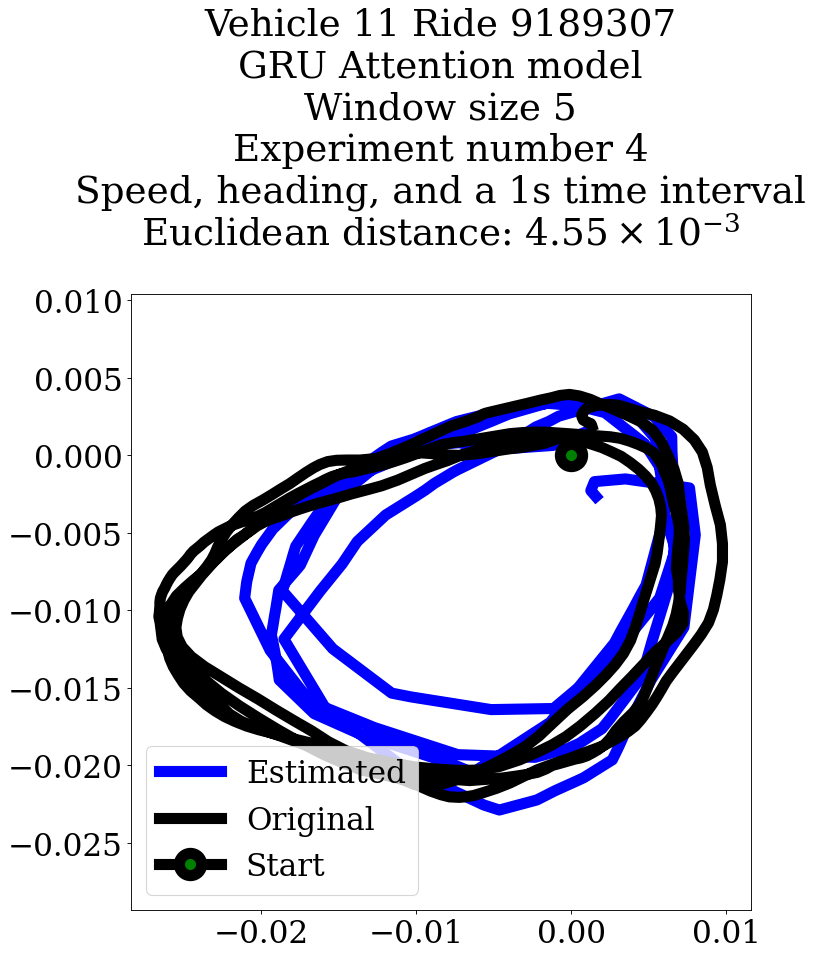 Vehicle 11 Ride 9189307
GRU Attention model
Window size 5
Experiment number 4
Speed, heading, and a 1s time interval
Euclidean distance: 4.55 × 10⁻³
0.010
0.005
0.000
−0.005
−0.010
−0.015
−0.020
−0.025
Estimated
Original
Start
−0.02 −0.01 0.00 0.01